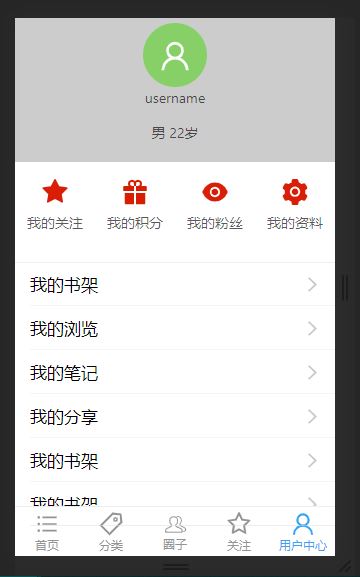 username
男 22岁
我的关注 我的积分 我的粉丝 我的资料
我的书架
我的浏览
我的笔记
我的分享
我的书架
我的书架
首页 分类 圈子 关注 用户中心